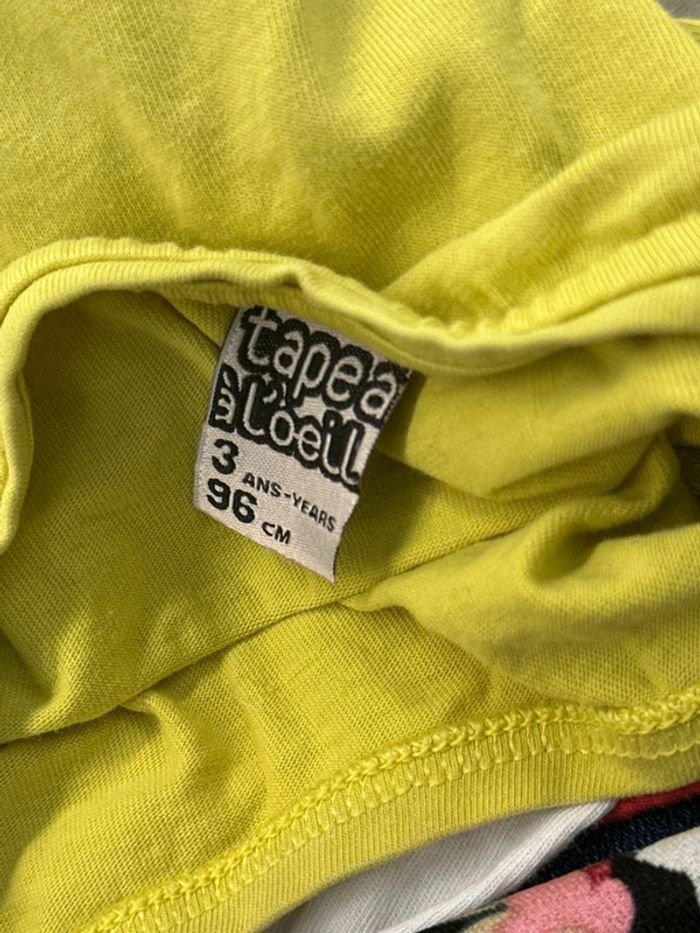 tape a
à l'oeil
3 ANS-YEARS
96 CM